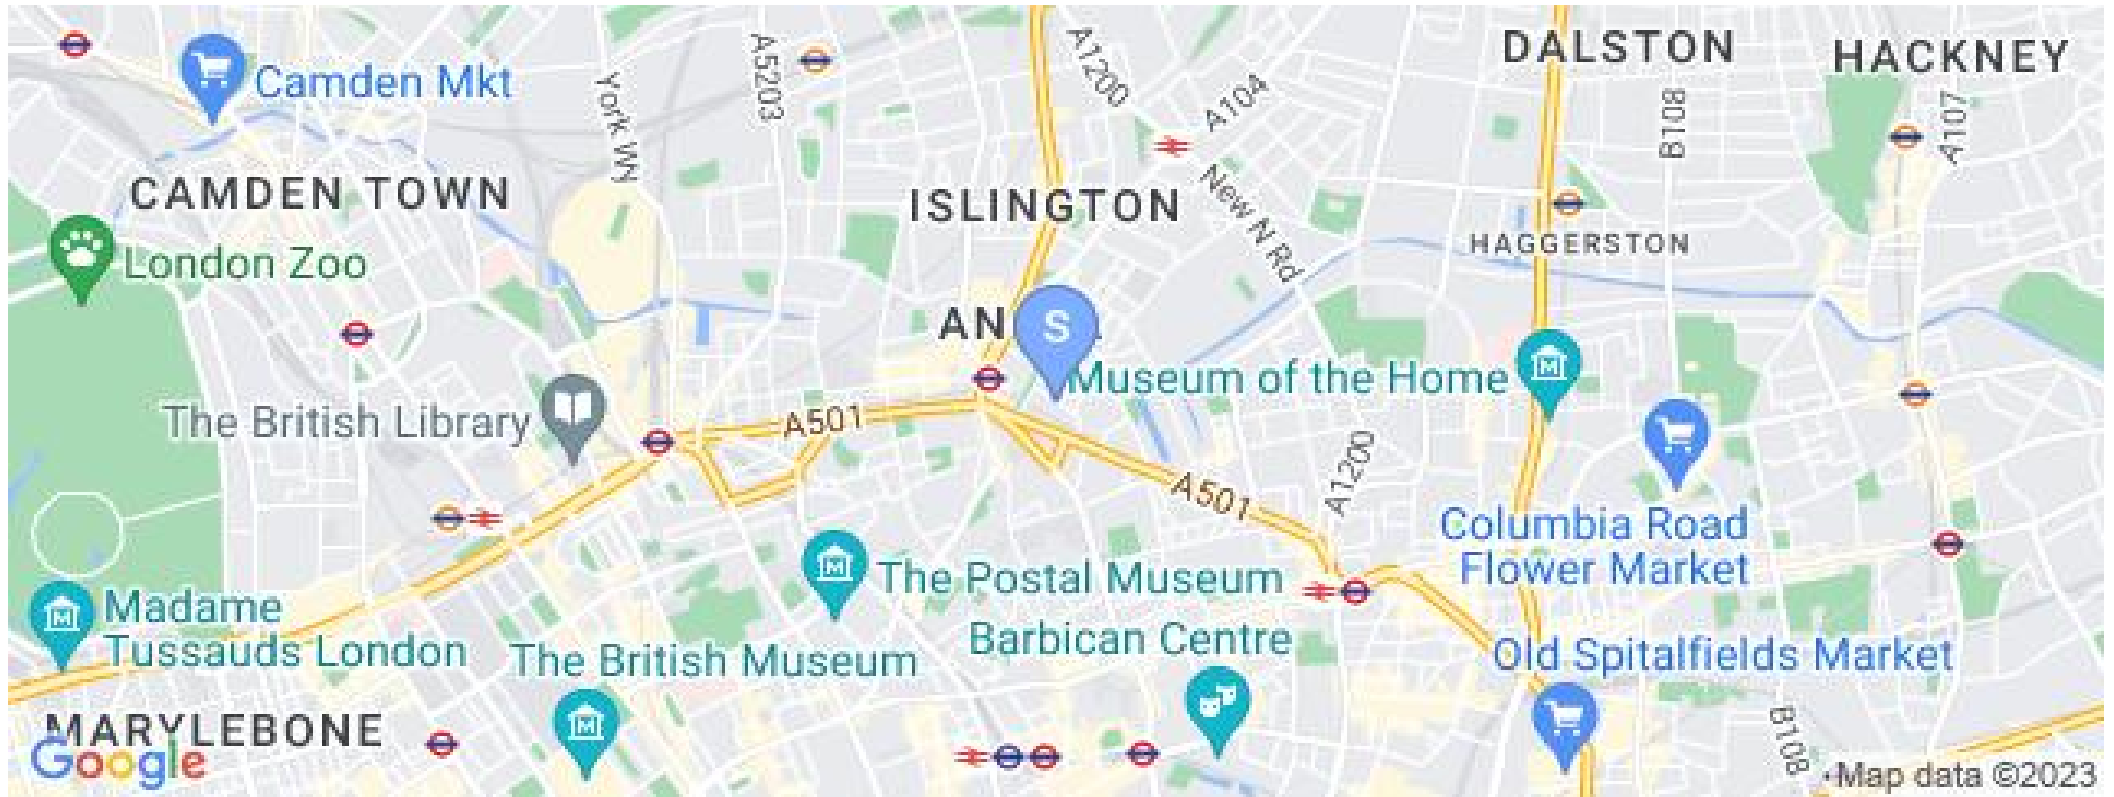 DALSTON
HACKNEY
Camden Mkt
A5203
A1200
A104
York Wy
B108
A107
CAMDEN TOWN
ISLINGTON
New N Rd
HAGGERSTON
London Zoo
AN
S
Museum of the Home
The British Library
A501
A1200
A501
Columbia Road
Flower Market
The Postal Museum
Madame
Tussauds London
Barbican Centre
The British Museum
Old Spitalfields Market
MARYLEBONE
B108
Google
Map data ©2023